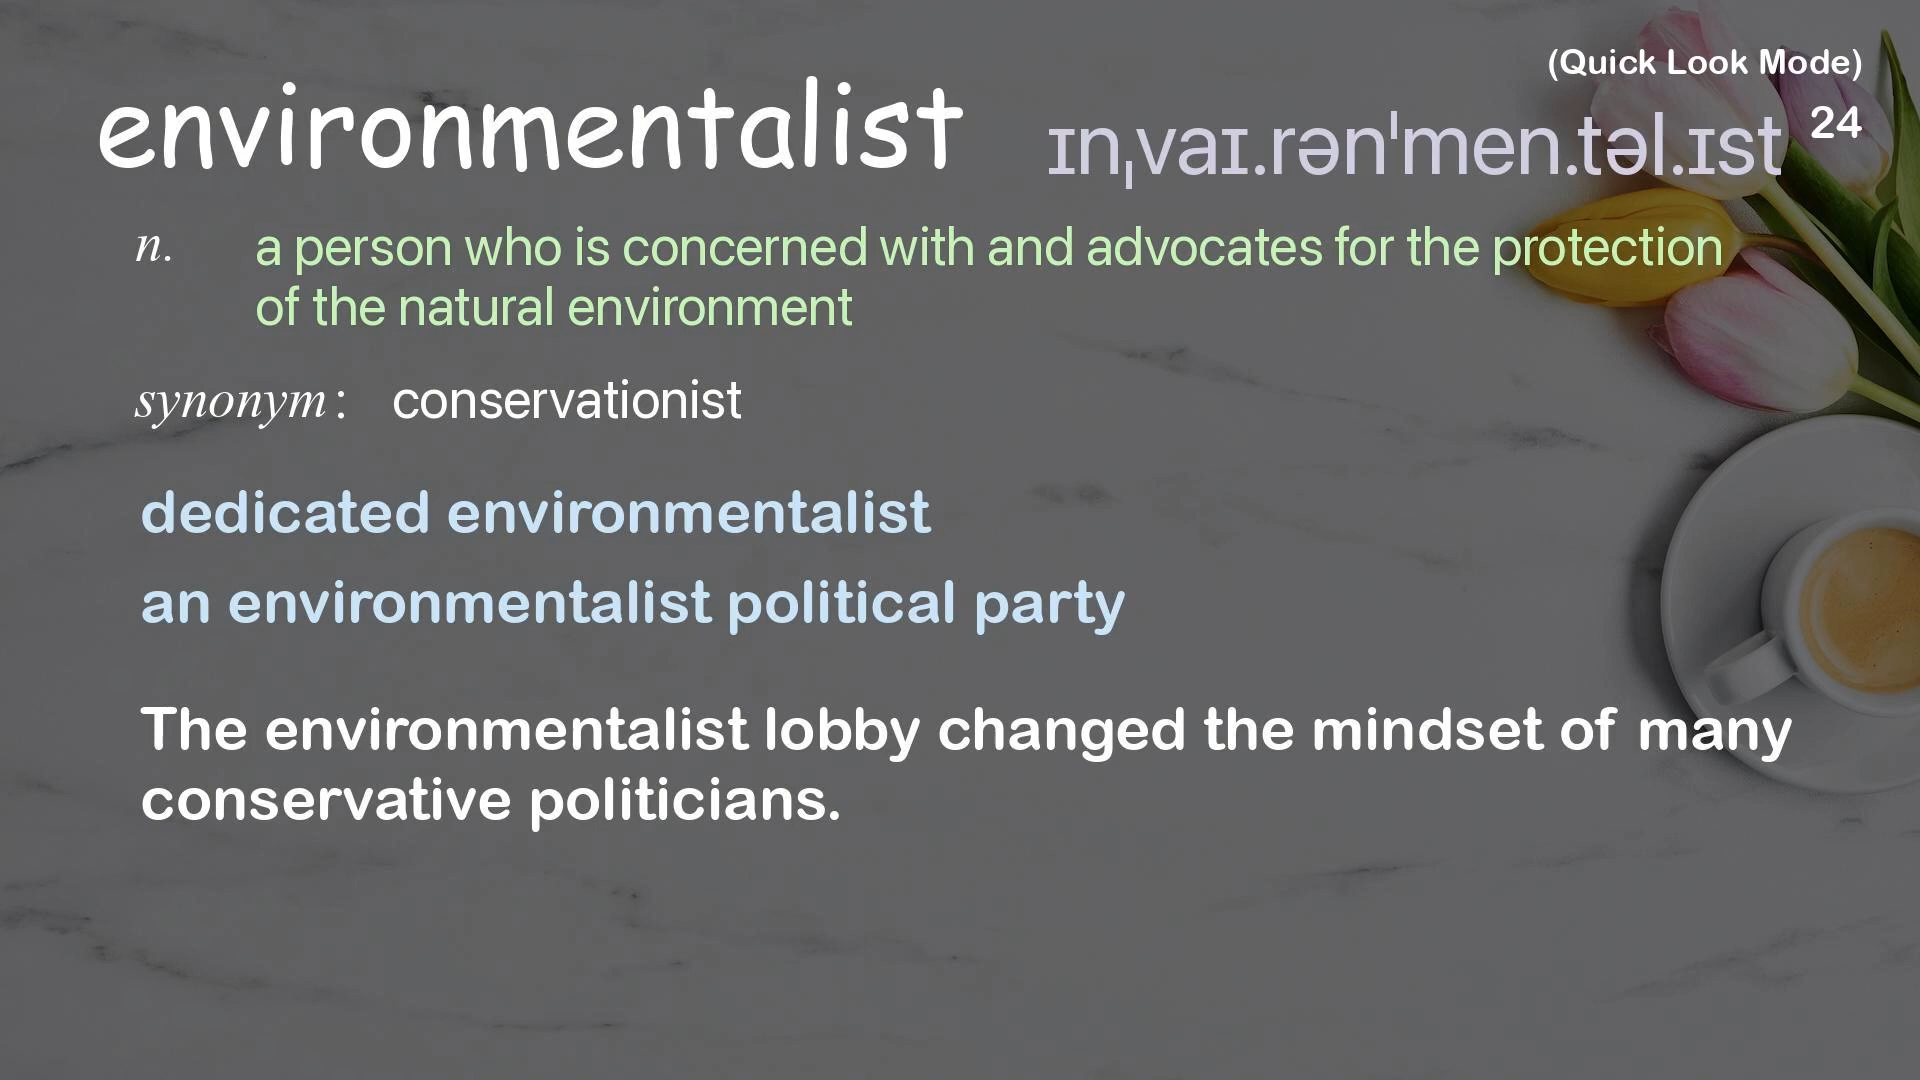 (Quick Look Mode)
environmentalist ɪnˌvaɪ.rənˈmen.təl.ɪst 24
n. a person who is concerned with and advocates for the protection
of the natural environment
synonym: conservationist
dedicated environmentalist
an environmentalist political party
The environmentalist lobby changed the mindset of many
conservative politicians.